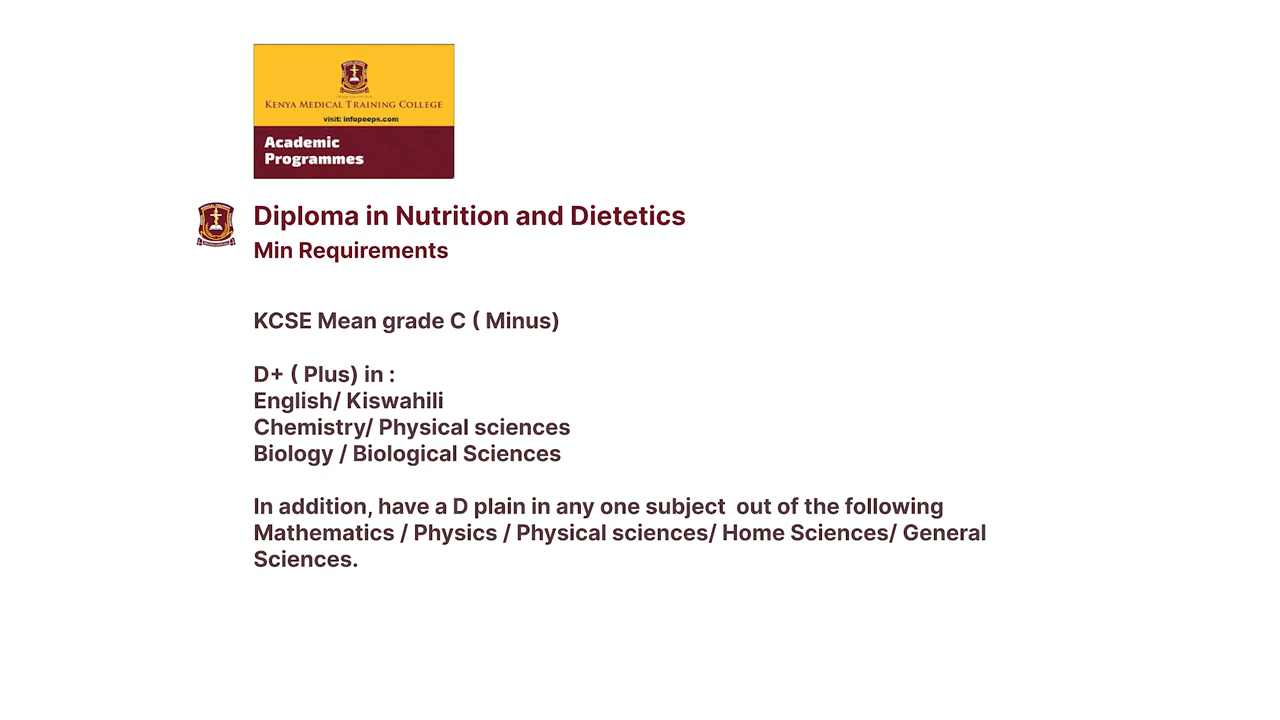 KENYA MEDICAL TRAINING COLLEGE
visit: infopeeps.com
Academic
Programmes
Diploma in Nutrition and Dietetics
Min Requirements
KCSE Mean grade C ( Minus)
D+ ( Plus) in :
English/ Kiswahili
Chemistry/ Physical sciences
Biology / Biological Sciences
In addition, have a D plain in any one subject  out of the following
Mathematics / Physics / Physical sciences/ Home Sciences/ General
Sciences.